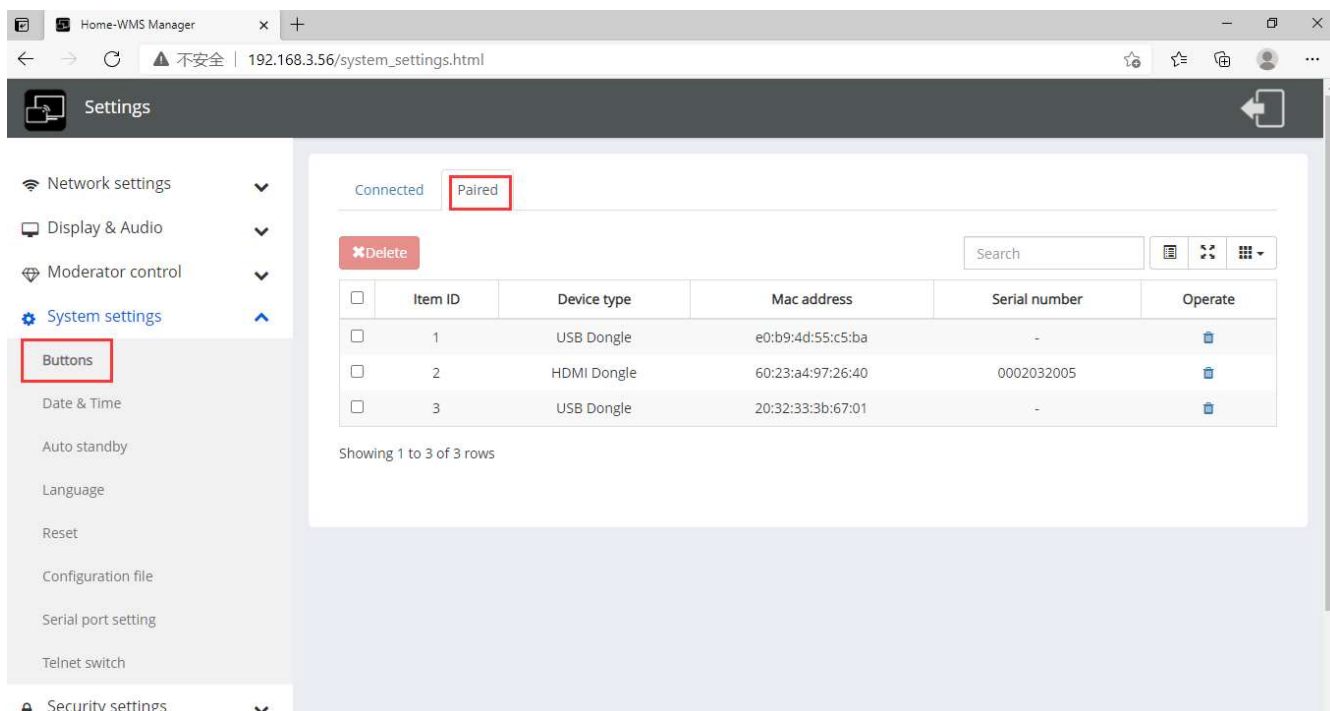 Home-WMS Manager
不安全 192.168.3.56/system_settings.html
Settings
Network settings
Display & Audio
Moderator control
System settings
Buttons
Date & Time
Auto standby
Language
Reset
Configuration file
Serial port setting
Telnet switch
Security settings
Connected Paired
Delete Search
Item ID Device type Mac address Serial number Operate
1 USB Dongle e0:b9:4d:55:c5:ba -
2 HDMI Dongle 60:23:a4:97:26:40 0002032005
3 USB Dongle 20:32:33:3b:67:01 -
Showing 1 to 3 of 3 rows